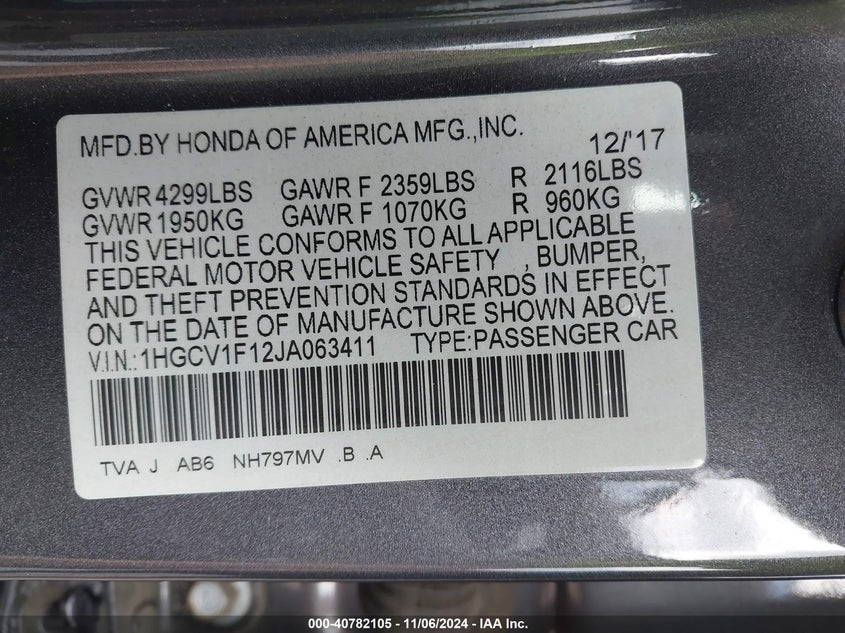 MFD.BY HONDA OF AMERICA MFG.,INC. 12/'17
GVWR 4299LBS GAWR F 2359LBS R 2116LBS
GVWR 1950KG GAWR F 1070KG R 960KG
THIS VEHICLE CONFORMS TO ALL APPLICABLE
FEDERAL MOTOR VEHICLE SAFETY , BUMPER,
AND THEFT PREVENTION STANDARDS IN EFFECT
ON THE DATE OF MANUFACTURE SHOWN ABOVE.
V.I.N.:1HGCV1F12JA063411 TYPE:PASSENGER CAR
TVA J AB6 NH797MV .B .A
000-40782105 - 11/06/2024 - IAA Inc.